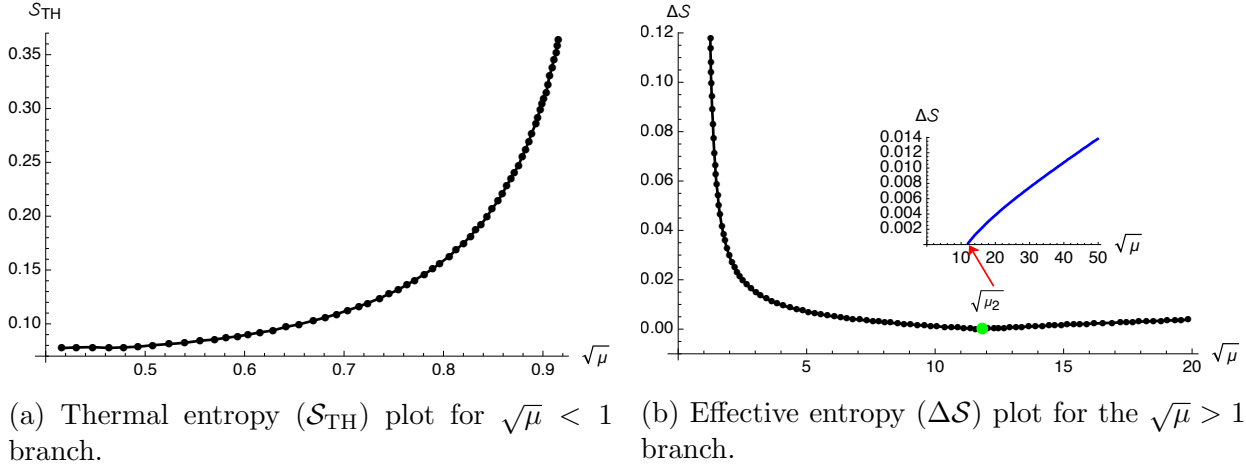 𝒮TH
0.35
0.30
0.25
0.20
0.15
0.10
0.5 0.6 0.7 0.8 0.9 √μ
Δ𝒮
0.12
0.10
0.08
0.06
0.04
0.02
0.00
5 10 15 20 √μ
Δ𝒮
0.014
0.012
0.010
0.008
0.006
0.004
0.002
10 20 30 40 50 √μ
√μ2
(a) Thermal entropy (𝒮TH) plot for √μ < 1
branch.
(b) Effective entropy (Δ𝒮) plot for the √μ > 1
branch.